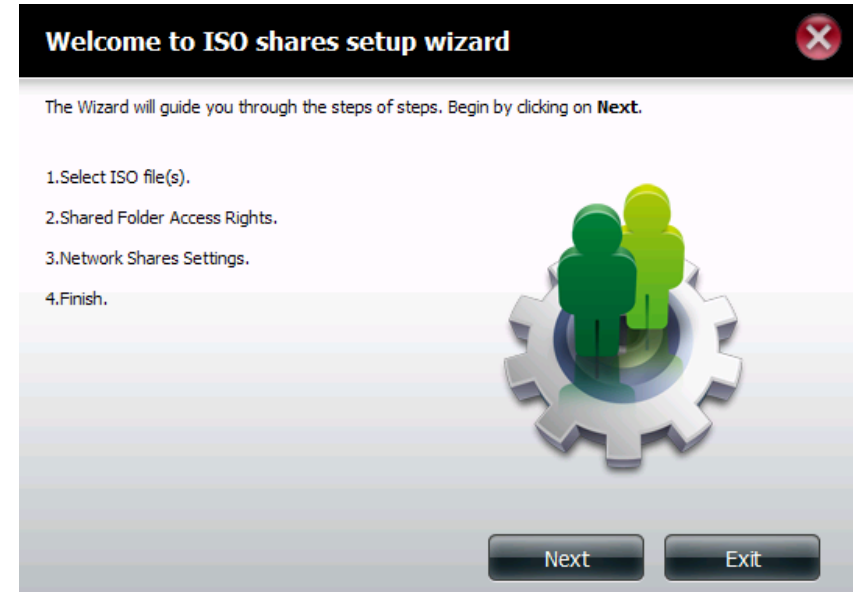 Welcome to ISO shares setup wizard
The Wizard will guide you through the steps of steps. Begin by clicking on Next.
1.Select ISO file(s).
2.Shared Folder Access Rights.
3.Network Shares Settings.
4.Finish.
Next Exit